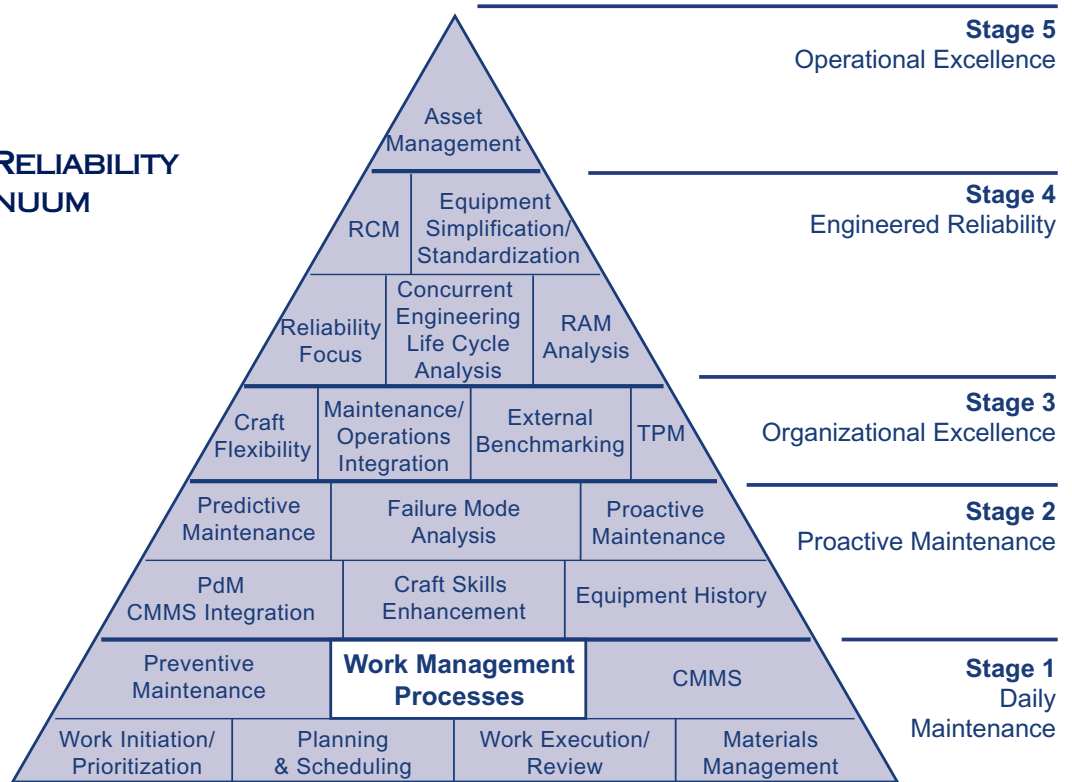 RELIABILITY
NUUM
Stage 5
Operational Excellence
Asset
Management
Stage 4
Engineered Reliability
RCM
Equipment
Simplification/
Standardization
Reliability
Focus
Concurrent
Engineering
Life Cycle
Analysis
RAM
Analysis
Stage 3
Organizational Excellence
Craft
Flexibility
Maintenance/
Operations
Integration
External
Benchmarking
TPM
Stage 2
Proactive Maintenance
Predictive
Maintenance
Failure Mode
Analysis
Proactive
Maintenance
PdM
CMMS Integration
Craft Skills
Enhancement
Equipment History
Stage 1
Daily
Maintenance
Preventive
Maintenance
Work Management
Processes
CMMS
Work Initiation/
Prioritization
Planning
& Scheduling
Work Execution/
Review
Materials
Management